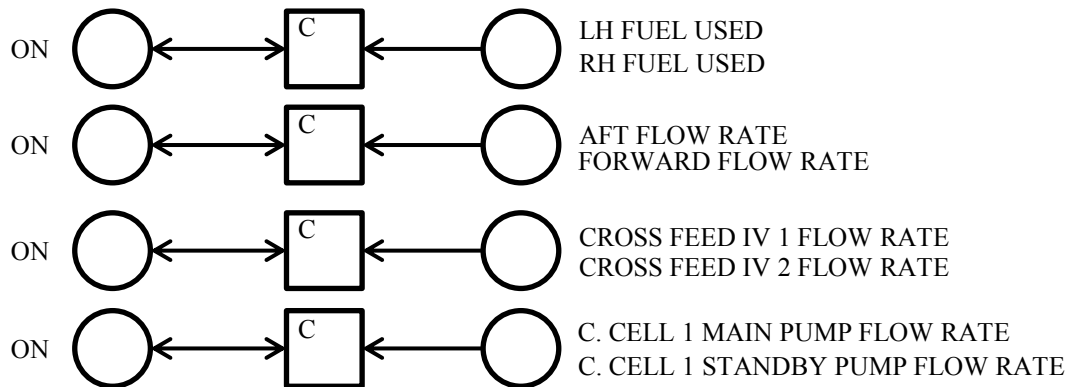 ON C LH FUEL USED
RH FUEL USED
ON C AFT FLOW RATE
FORWARD FLOW RATE
ON C CROSS FEED IV 1 FLOW RATE
CROSS FEED IV 2 FLOW RATE
ON C C. CELL 1 MAIN PUMP FLOW RATE
C. CELL 1 STANDBY PUMP FLOW RATE